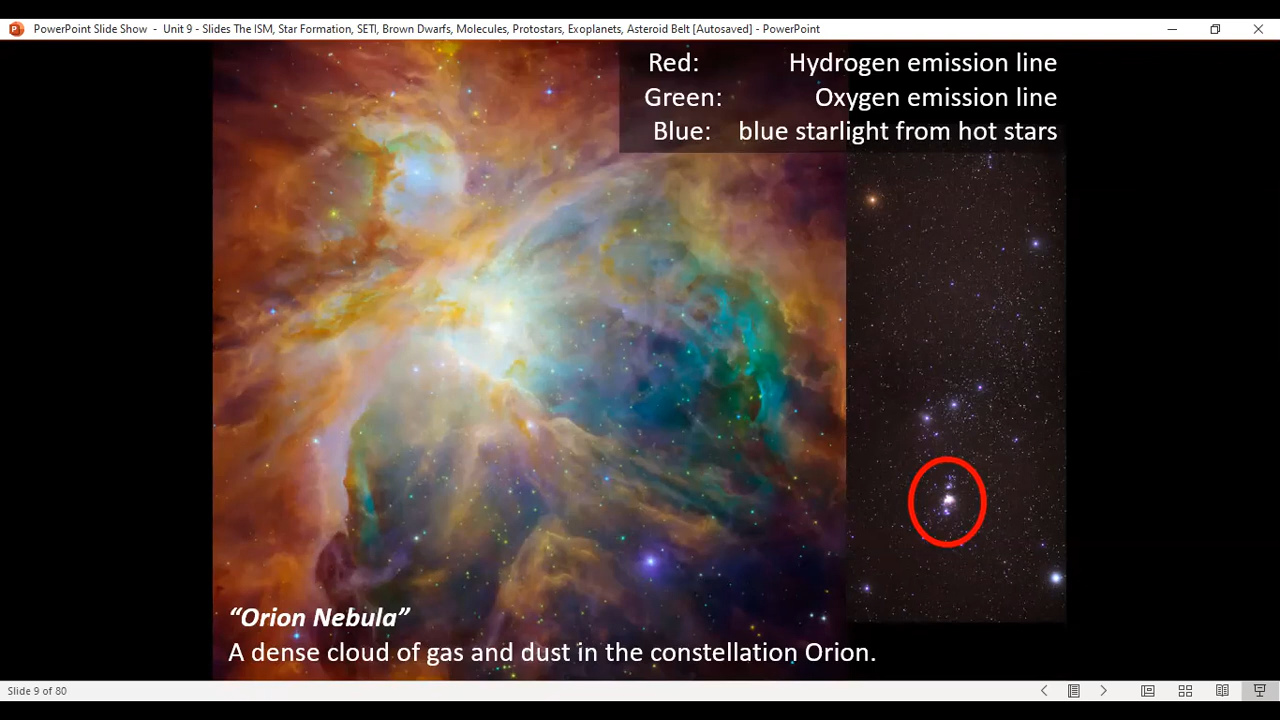 PowerPoint Slide Show - Unit 9 - Slides The ISM, Star Formation, SETI, Brown Dwarfs, Molecules, Protostars, Exoplanets, Asteroid Belt [Autosaved] - PowerPoint
Red: Hydrogen emission line
Green: Oxygen emission line
Blue: blue starlight from hot stars
“Orion Nebula”
A dense cloud of gas and dust in the constellation Orion.
Slide 9 of 80